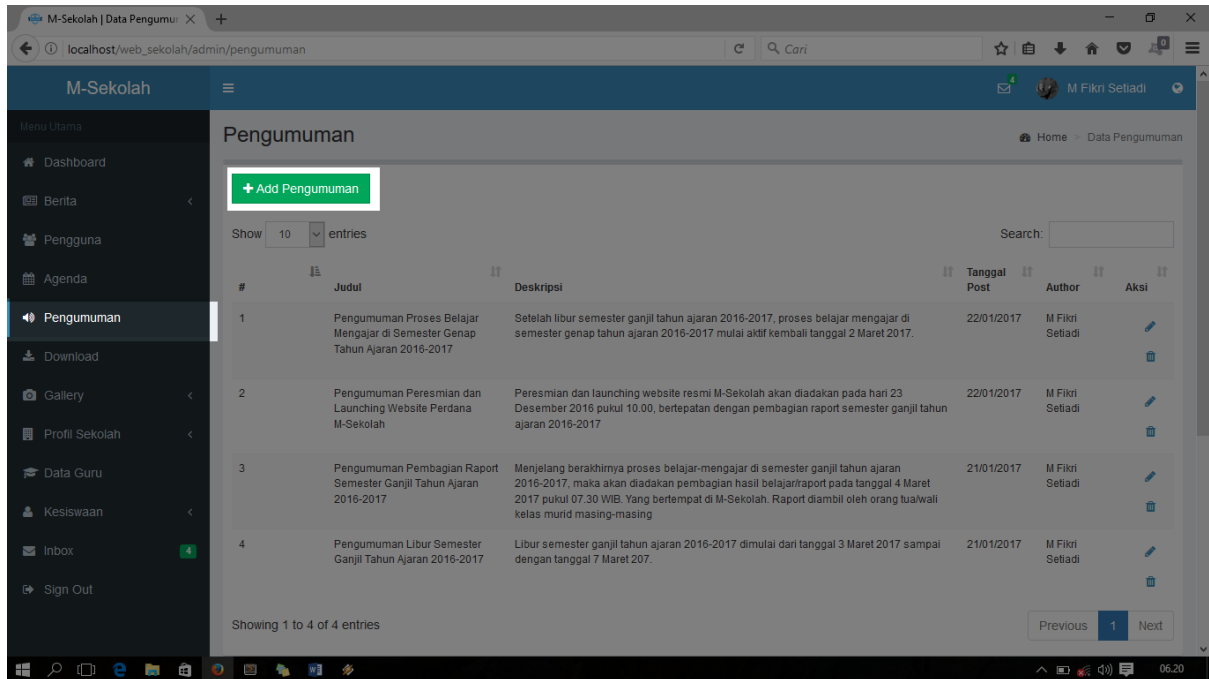 M-Sekolah | Data Pengumum
localhost/web_sekolah/admin/pengumuman
Cari
0
M-Sekolah
4
M Fikri Setiadi
Menu Utama
Dashboard
Berita
Pengguna
Agenda
Pengumuman
Download
Gallery
Profil Sekolah
Data Guru
Kesiswaan
Inbox 4
Sign Out
Pengumuman
Home > Data Pengumuman
+ Add Pengumuman
Show 10 entries
Search:
# Judul Deskripsi Tanggal Post Author Aksi
1 Pengumuman Proses Belajar Setelah libur semester ganjil tahun ajaran 2016-2017, proses belajar mengajar di 22/01/2017 M Fikri
Mengajar di Semester Genap semester genap tahun ajaran 2016-2017 mulai aktif kembali tanggal 2 Maret 2017. Setiadi
Tahun Ajaran 2016-2017
2 Pengumuman Peresmian dan Peresmian dan launching website resmi M-Sekolah akan diadakan pada hari 23 22/01/2017 M Fikri
Launching Website Perdana Desember 2016 pukul 10.00, bertepatan dengan pembagian raport semester ganjil tahun Setiadi
M-Sekolah ajaran 2016-2017
3 Pengumuman Pembagian Raport Menjelang berakhirnya proses belajar-mengajar di semester ganjil tahun ajaran 21/01/2017 M Fikri
Semester Ganjil Tahun Ajaran 2016-2017, maka akan diadakan pembagian hasil belajar/raport pada tanggal 4 Maret Setiadi
2016-2017 2017 pukul 07.30 WIB. Yang bertempat di M-Sekolah. Raport diambil oleh orang tua/wali
kelas murid masing-masing
4 Pengumuman Libur Semester Libur semester ganjil tahun ajaran 2016-2017 dimulai dari tanggal 3 Maret 2017 sampai 21/01/2017 M Fikri
Ganjil Tahun Ajaran 2016-2017 dengan tanggal 7 Maret 207. Setiadi
Showing 1 to 4 of 4 entries
Previous 1 Next
06.20